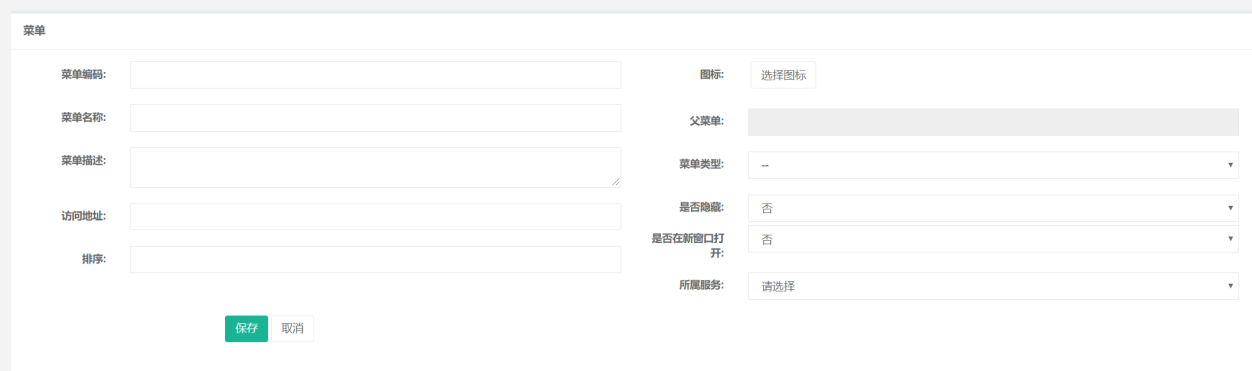 菜单
菜单编码:
图标: 选择图标
菜单名称:
父菜单:
菜单描述:
菜单类型: --
访问地址:
是否隐藏: 否
是否在新窗口打
开:
否
排序:
所属服务: 请选择
保存 取消